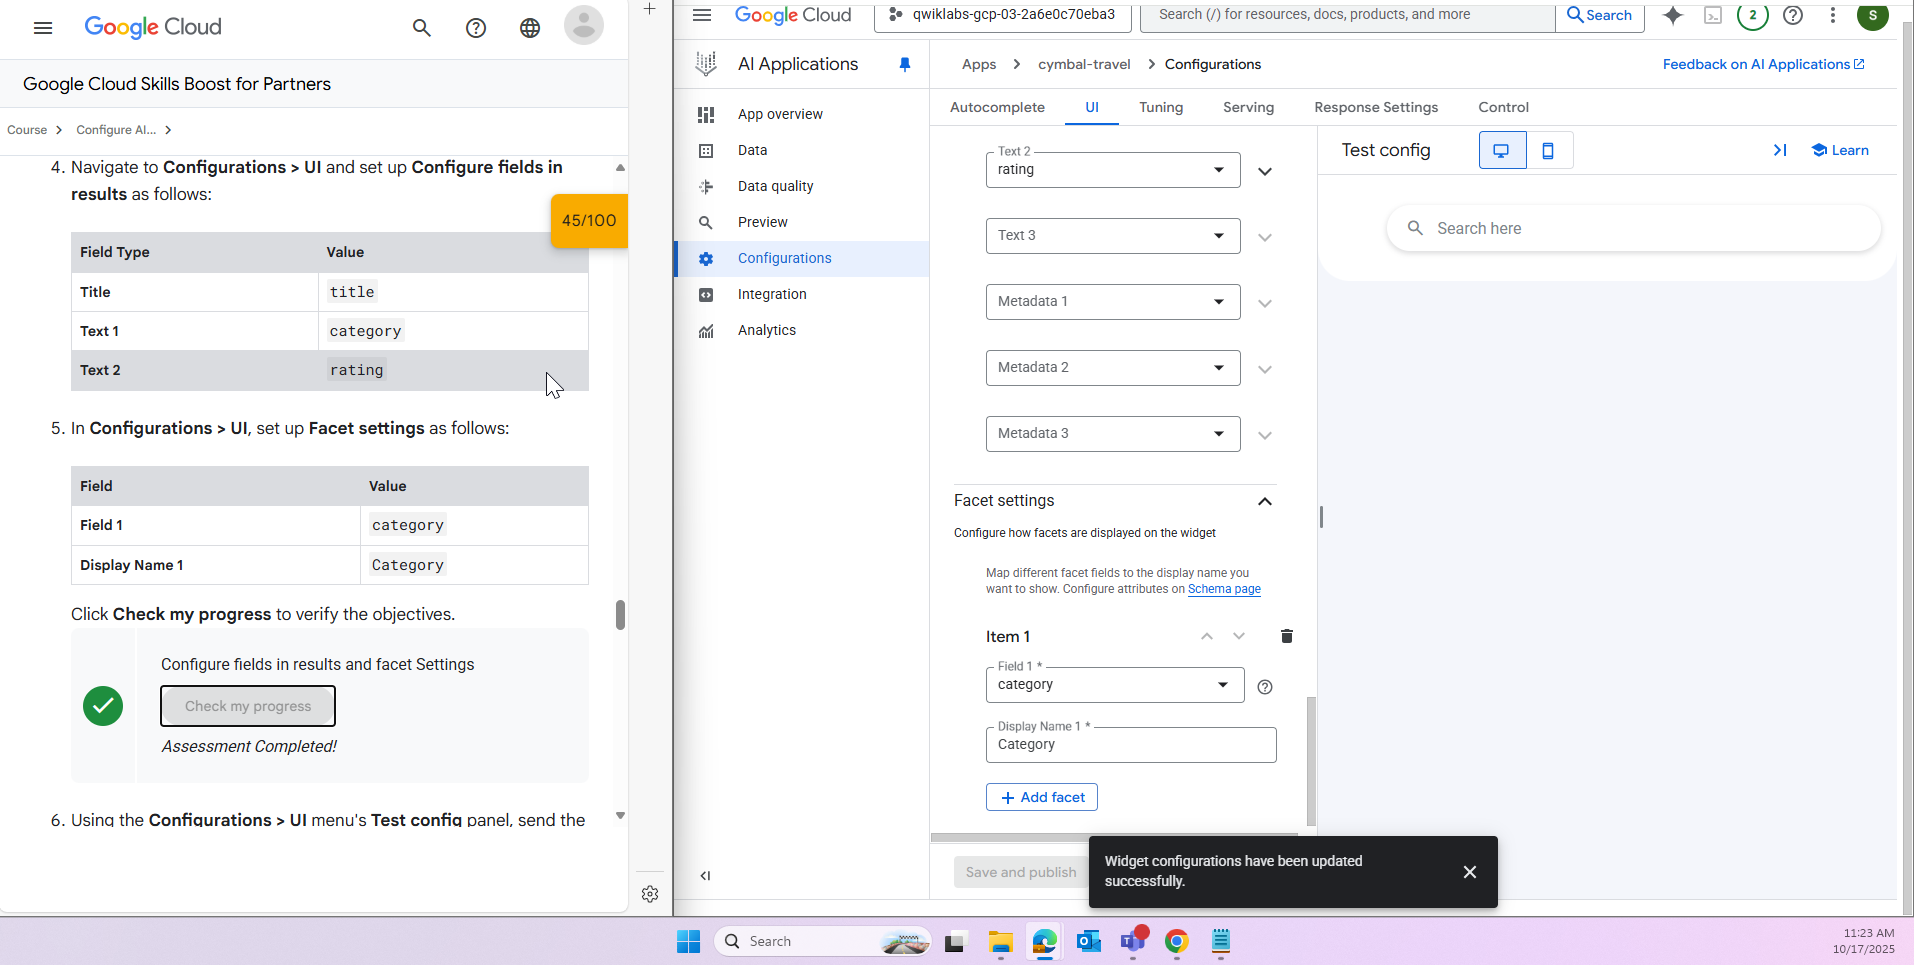 Google Cloud
Google Cloud Skills Boost for Partners
Course
Configure AI...
4. Navigate to Configurations > UI and set up Configure fields in
results as follows:
45/100
Field Type Value
Title title
Text 1 category
Text 2 rating
5. In Configurations > UI, set up Facet settings as follows:
Field Value
Field 1 category
Display Name 1 Category
Click Check my progress to verify the objectives.
Configure fields in results and facet Settings
Check my progress
Assessment Completed!
6. Using the Configurations > UI menu's Test config panel, send the
Google Cloud
qwiklabs-gcp-03-2a6e0c70eba3
Search (/) for resources, docs, products, and more
Search
2
S
AI Applications
Apps
cymbal-travel
Configurations
Feedback on AI Applications
App overview
Data
Data quality
Preview
Configurations
Integration
Analytics
Autocomplete
UI
Tuning
Serving
Response Settings
Control
Text 2
rating
Text 3
Metadata 1
Metadata 2
Metadata 3
Facet settings
Configure how facets are displayed on the widget
Map different facet fields to the display name you
want to show. Configure attributes on Schema page
Item 1
Field 1 *
category
Display Name 1 *
Category
Add facet
Save and publish
Test config
Learn
Search here
Widget configurations have been updated
successfully.
Search
11:23 AM
10/17/2025